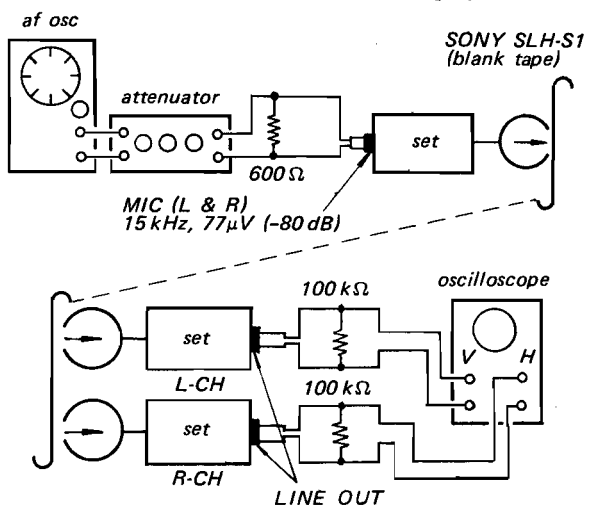 af osc
SONY SLH-S1
(blank tape)
attenuator
set
600 Ω
MIC (L & R)
15 kHz, 77μV (-80 dB)
100 kΩ
oscilloscope
set
V H
L-CH
100 kΩ
set
R-CH
LINE OUT